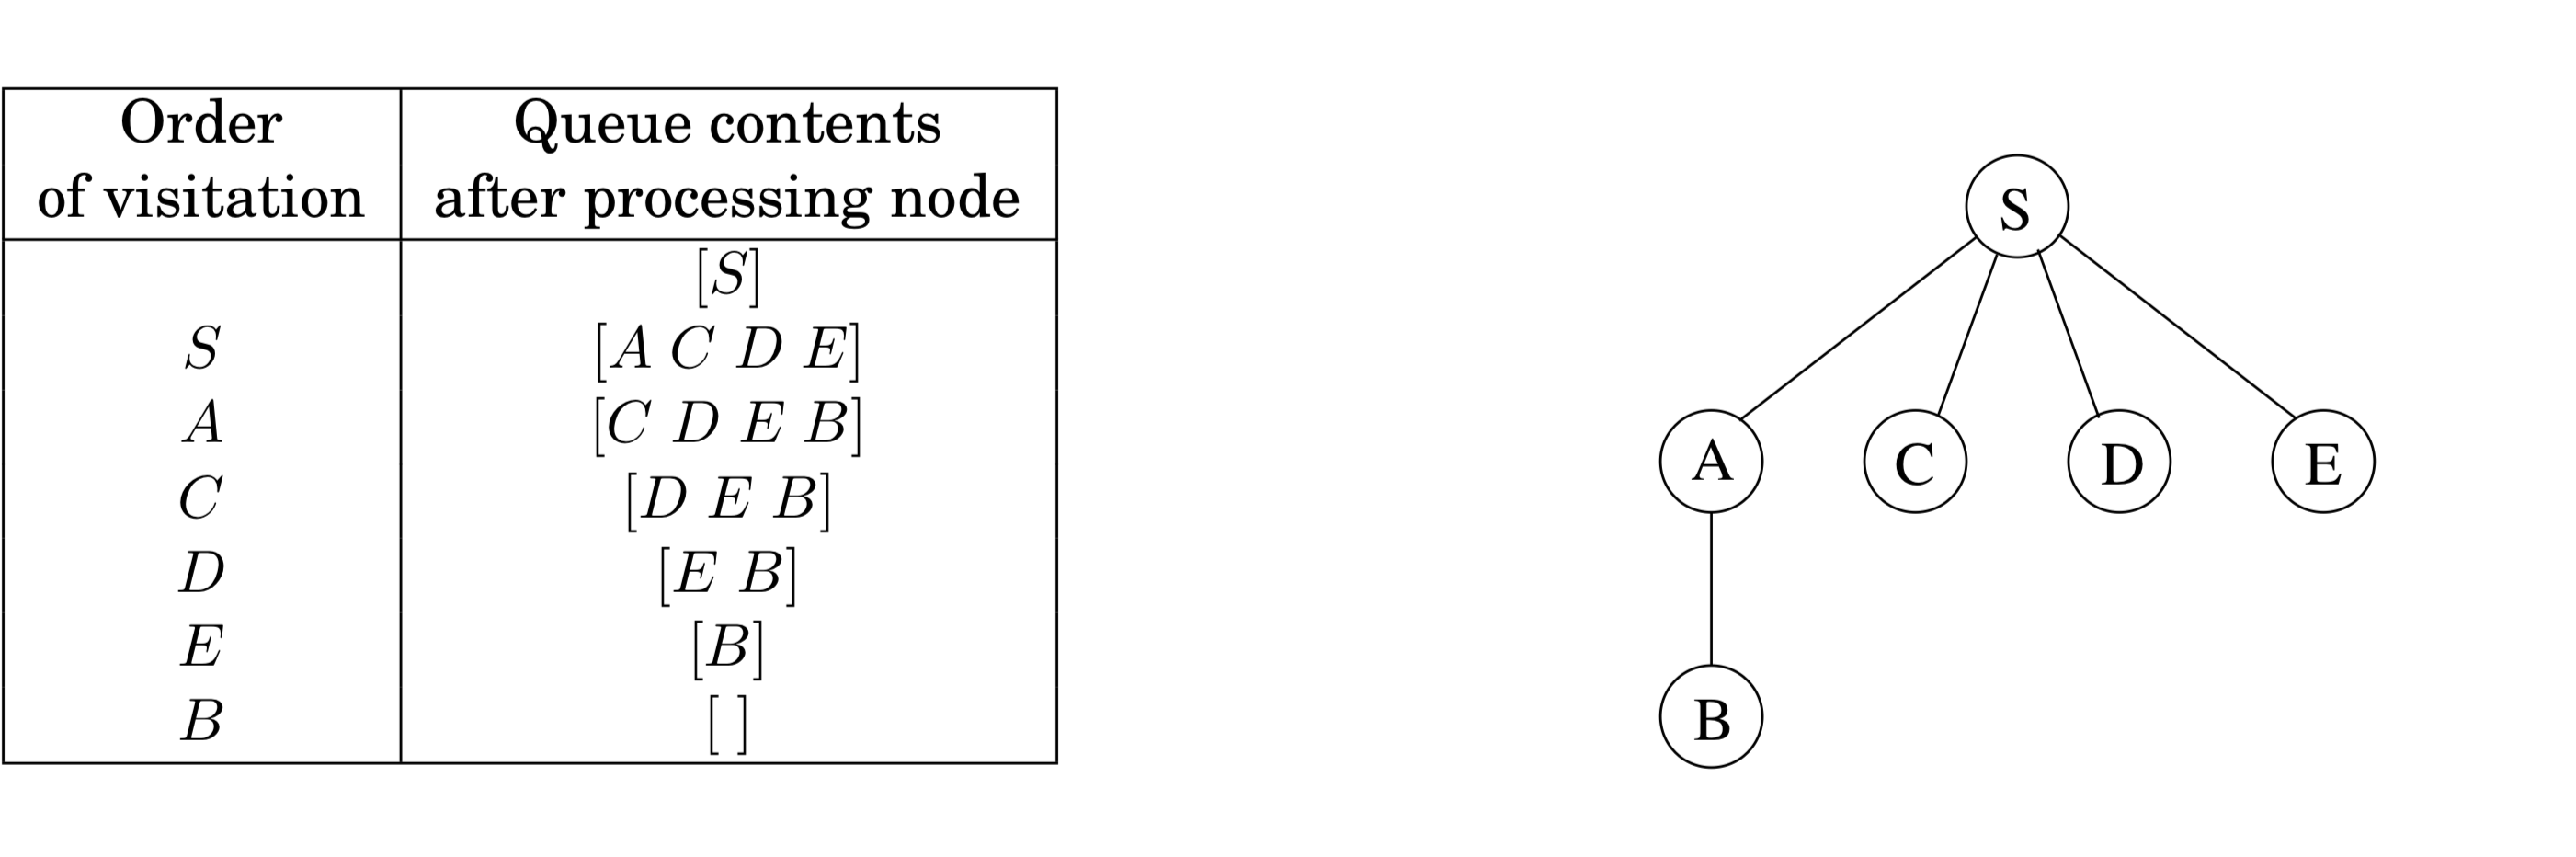 Order Queue contents
of visitation after processing node
[S]
S [A C D E]
A [C D E B]
C [D E B]
D [E B]
E [B]
B [ ]
S
A C D E
B